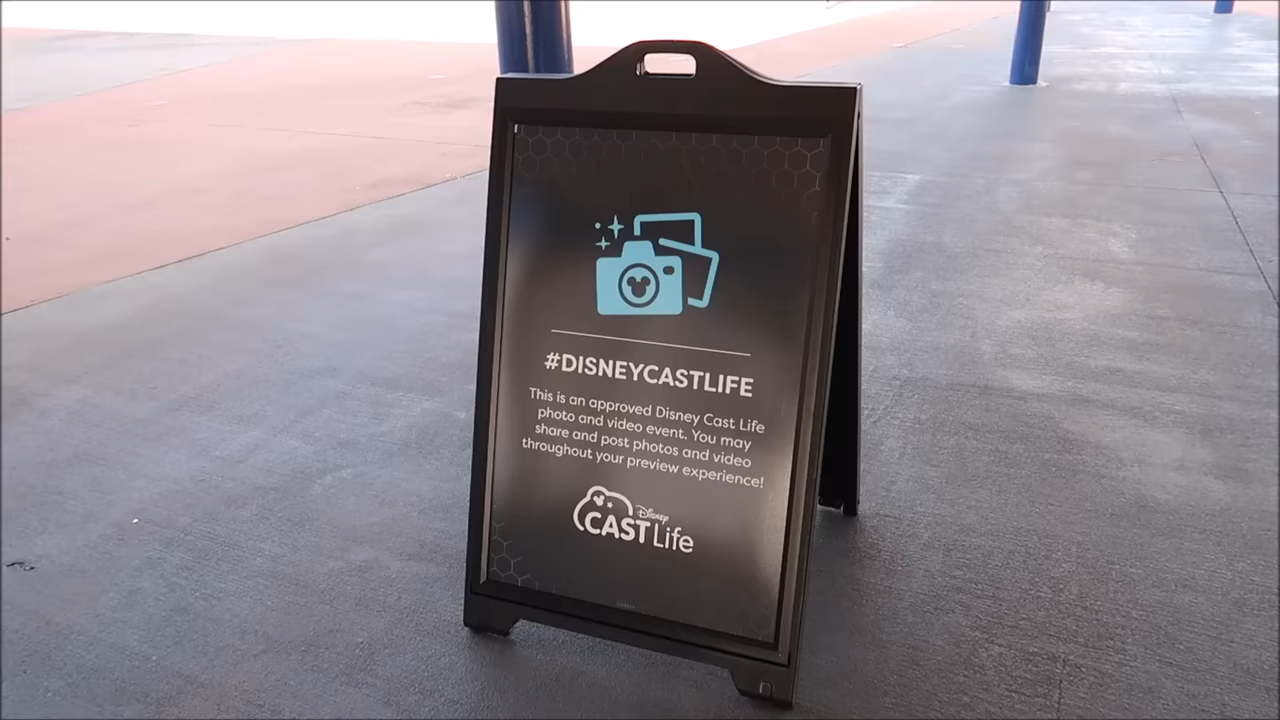 #DISNEYCASTLIFE
This is an approved Disney Cast Life
photo and video event. You may
share and post photos and video
throughout your preview experience!
Disney
CAST Life